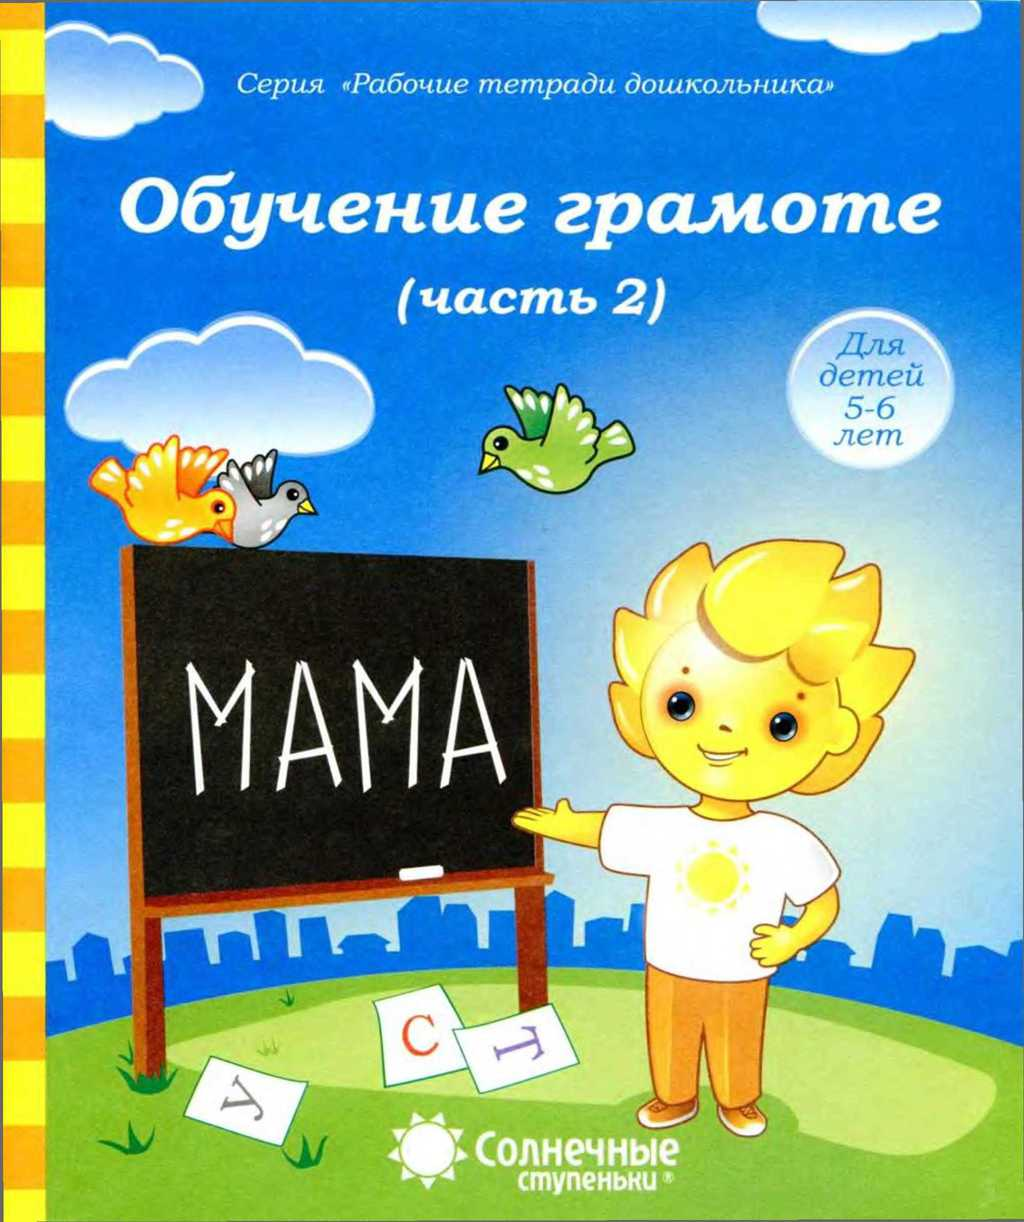 Серия «Рабочие тетради дошкольника»
Обучение грамоте
(часть 2)
Для
детей
5-6
лет
МАМА
С
Т
У
Солнечные
ступеньки®